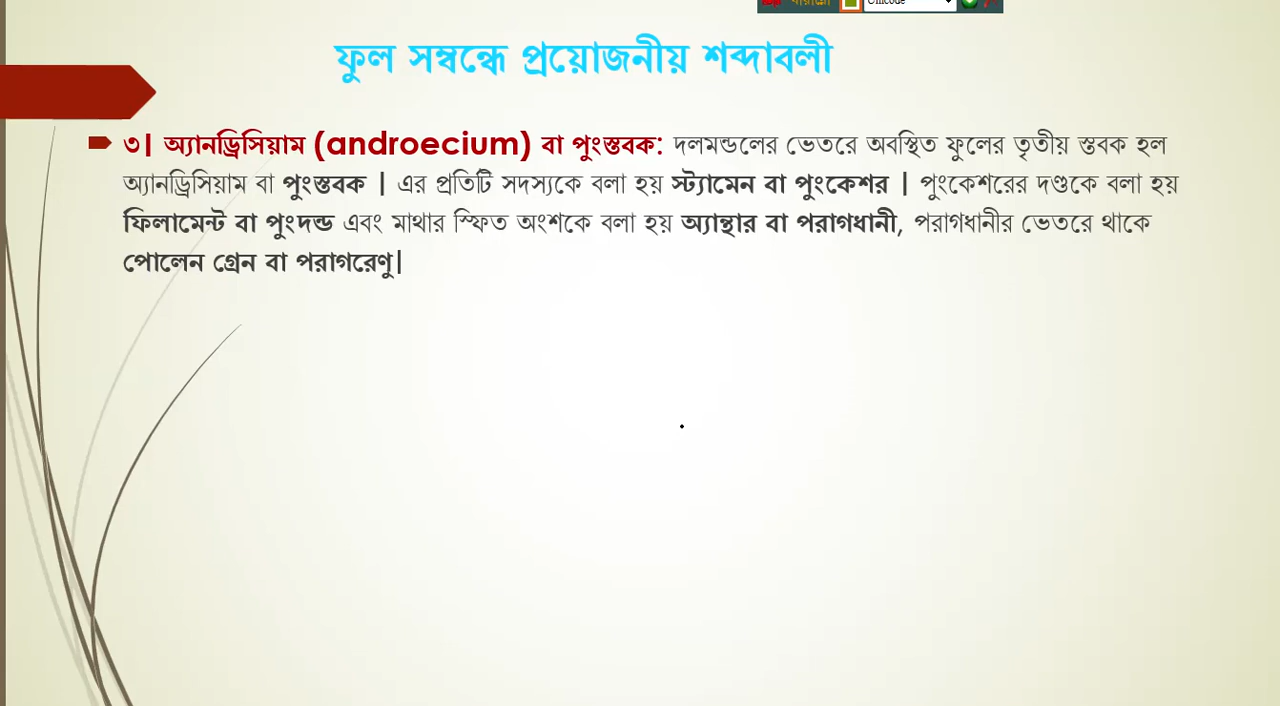 Unicode
ফুল সম্বন্ধে প্রয়োজনীয় শব্দাবলী
৩| অ্যানড্রিসিয়াম (androecium) বা পুংস্তবক: দলমন্ডলের ভেতরে অবস্থিত ফুলের তৃতীয় স্তবক হল
অ্যানড্রিসিয়াম বা পুংস্তবক | এর প্রতিটি সদস্যকে বলা হয় স্ট্যামেন বা পুংকেশর | পুংকেশরের দণ্ডকে বলা হয়
ফিলামেন্ট বা পুংদন্ড এবং মাথার স্ফিত অংশকে বলা হয় অ্যান্থার বা পরাগধানী, পরাগধানীর ভেতরে থাকে
পোলেন গ্রেন বা পরাগরেণু|